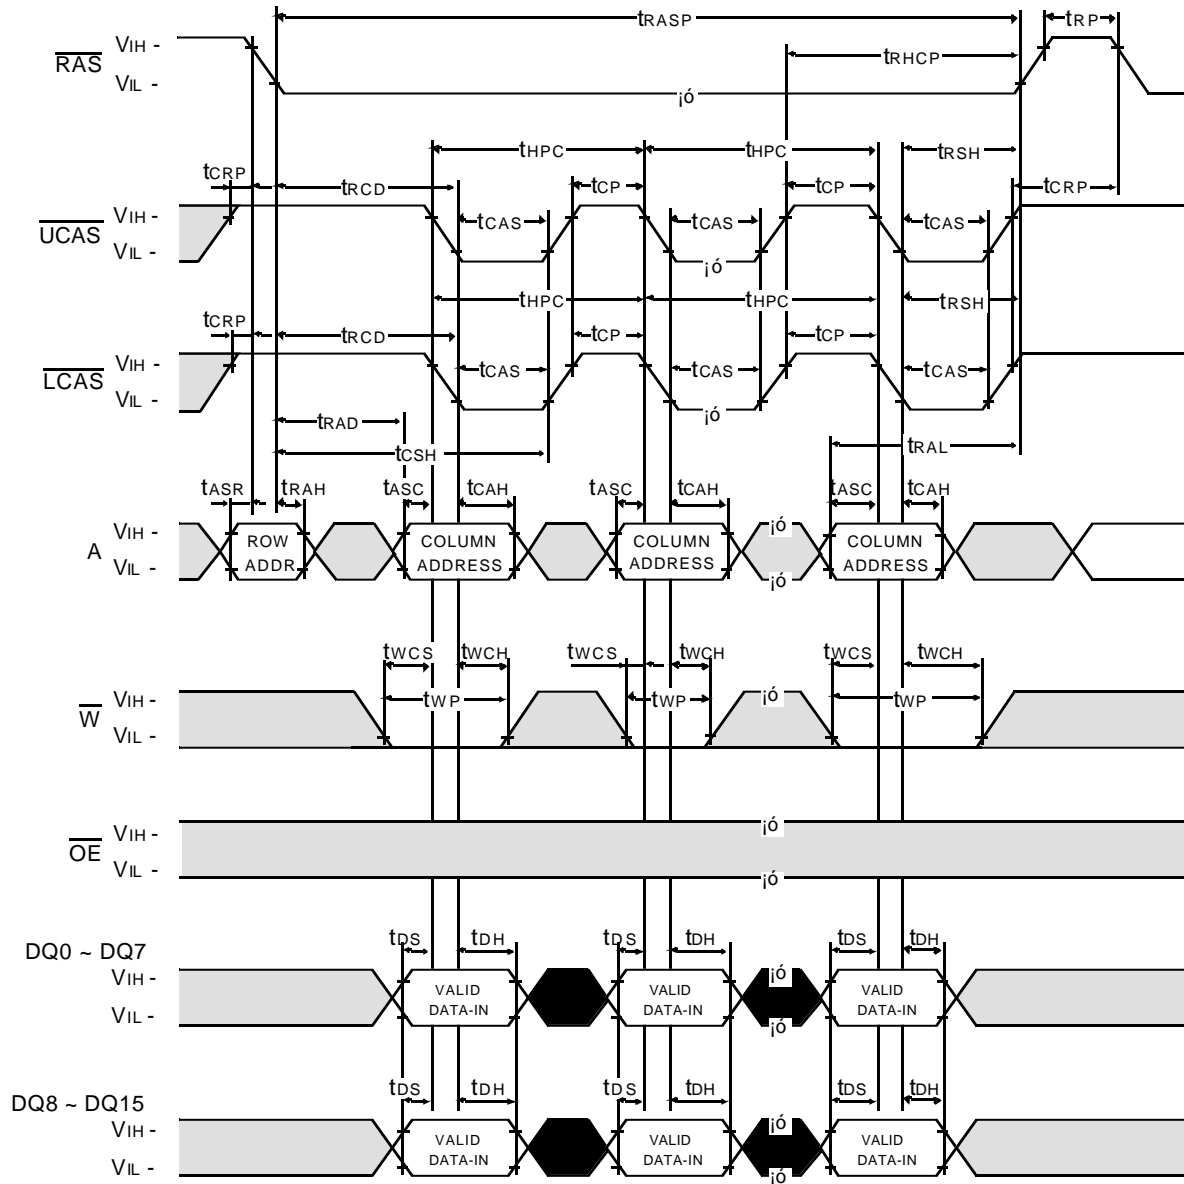 tRASP tRP
VIH -
RAS tRHCP
VIL -
¡ó
tHPC tHPC tRSH
tCRP tRCD tCP tCP tCRP
VIH -
UCAS tCAS tCAS tCAS
VIL -
¡ó
tHPC tHPC tRSH
tCRP tRCD tCP tCP
VIH -
LCAS tCAS tCAS tCAS
VIL -
¡ó
tRAD
tCSH tRAL
tASR tRAH tASC tCAH tASC tCAH tASC tCAH
VIH - ¡ó
A ROW COLUMN COLUMN COLUMN
VIL - ADDR ADDRESS ADDRESS ADDRESS
¡ó
tWCS tWCH tWCS tWCH tWCS tWCH
VIH - tWP tWP ¡ó tWP
W
VIL -
VIH - ¡ó
OE
VIL -
¡ó
DQ0 ~ DQ7 tDS tDH tDS tDH tDS tDH
VIH - ¡ó
VALID VALID VALID
VIL - DATA-IN DATA-IN DATA-IN
¡ó
tDS tDH tDS tDH tDS tDH
DQ8 ~ DQ15
VIH - ¡ó
VALID VALID VALID
VIL - DATA-IN DATA-IN DATA-IN
¡ó